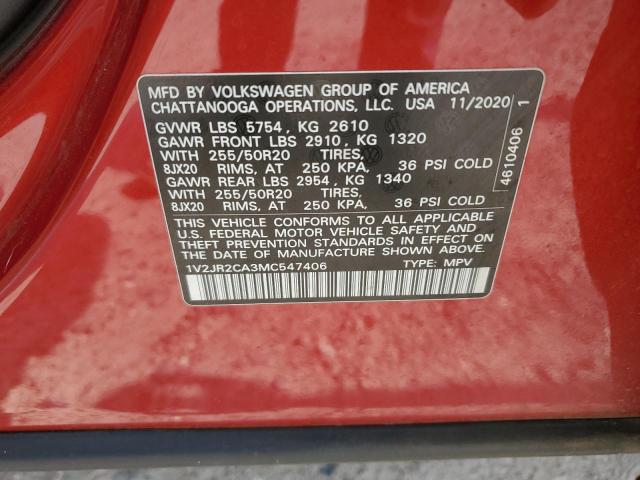 MFD BY VOLKSWAGEN GROUP OF AMERICA
CHATTANOOGA OPERATIONS, LLC. USA 11/2020
GVWR LBS 5754 , KG 2610
GAWR FRONT LBS 2910 , KG 1320
WITH 255/50R20 TIRES,
8JX20 RIMS, AT 250 KPA, 36 PSI COLD
GAWR REAR LBS 2954 , KG 1340
WITH 255/50R20 TIRES,
8JX20 RIMS, AT 250 KPA, 36 PSI COLD
THIS VEHICLE CONFORMS TO ALL APPLICABLE
U.S. FEDERAL MOTOR VEHICLE SAFETY AND
THEFT PREVENTION STANDARDS IN EFFECT ON
THE DATE OF MANUFACTURE SHOWN ABOVE.
1V2JR2CA3MC547406 TYPE: MPV
4610406 1